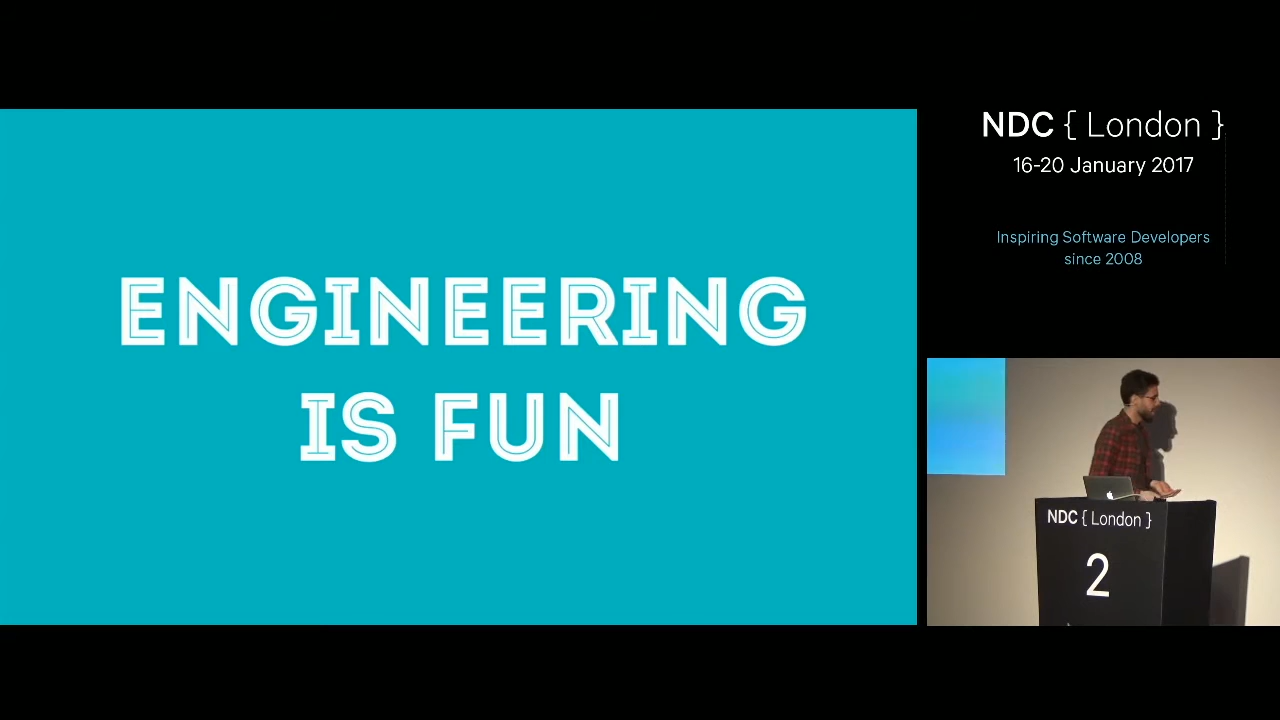 ENGINEERING
IS FUN
NDC { London }
16-20 January 2017
Inspiring Software Developers
since 2008
NDC { London }
2